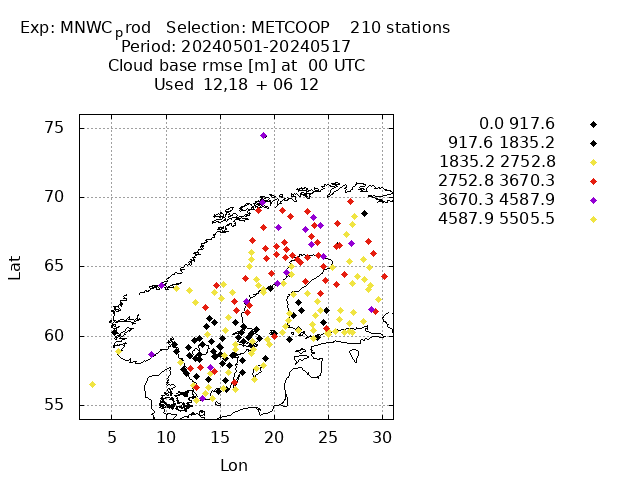 Exp: MNWC_prod Selection: METCOOP 210 stations
Period: 20240501-20240517
Cloud base rmse [m] at 00 UTC
Used 12,18 + 06 12
0.0 917.6
917.6 1835.2
1835.2 2752.8
2752.8 3670.3
3670.3 4587.9
4587.9 5505.5
75
70
65
60
55
Lat
5 10 15 20 25 30
Lon